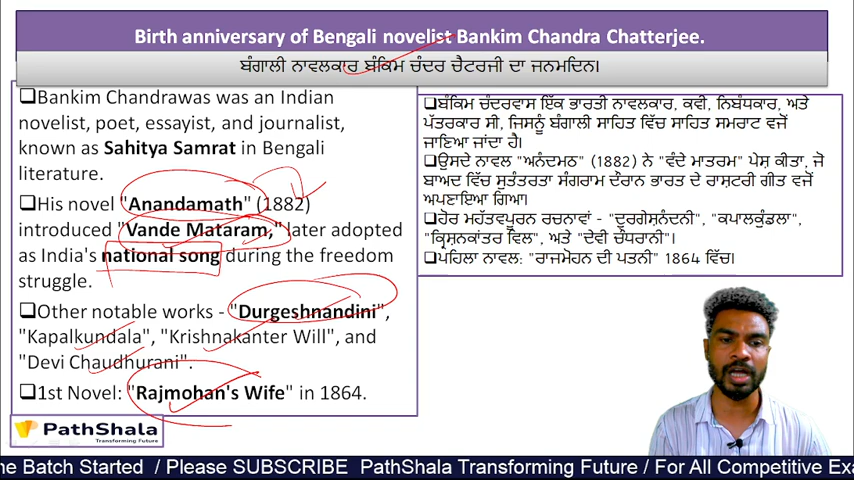 Birth anniversary of Bengali novelist Bankim Chandra Chatterjee.
ਬੰਗਾਲੀ ਨਾਵਲਕਾਰ ਬੰਕਿਮ ਚੰਦਰ ਚੈਟਰਜੀ ਦਾ ਜਨਮਦਿਨ।
❑Bankim Chandrawas was an Indian
novelist, poet, essayist, and journalist,
known as Sahitya Samrat in Bengali
literature.
❑His novel "Anandamath" (1882)
introduced "Vande Mataram," later adopted
as India's national song during the freedom
struggle.
❑Other notable works - "Durgeshnandini",
"Kapalkundala", "Krishnakanter Will", and
"Devi Chaudhurani".
❑1st Novel: "Rajmohan's Wife" in 1864.
❑ਬੰਕਿਮ ਚੰਦਰਵਾਸ ਇੱਕ ਭਾਰਤੀ ਨਾਵਲਕਾਰ, ਕਵੀ, ਨਿਬੰਧਕਾਰ, ਅਤੇ
ਪੱਤਰਕਾਰ ਸੀ, ਜਿਸਨੂੰ ਬੰਗਾਲੀ ਸਾਹਿਤ ਵਿੱਚ ਸਾਹਿਤ ਸਮਰਾਟ ਵਜੋਂ
ਜਾਣਿਆ ਜਾਂਦਾ ਹੈ।
❑ਉਸਦੇ ਨਾਵਲ "ਅਨੰਦਮਠ" (1882) ਨੇ "ਵੰਦੇ ਮਾਤਰਮ" ਪੇਸ਼ ਕੀਤਾ, ਜੋ
ਬਾਅਦ ਵਿੱਚ ਸੁਤੰਤਰਤਾ ਸੰਗਰਾਮ ਦੌਰਾਨ ਭਾਰਤ ਦੇ ਰਾਸ਼ਟਰੀ ਗੀਤ ਵਜੋਂ
ਅਪਣਾਇਆ ਗਿਆ।
❑ਹੋਰ ਮਹੱਤਵਪੂਰਨ ਰਚਨਾਵਾਂ - "ਦੁਰਗੇਸ਼ਨੰਦਨੀ", "ਕਪਾਲਕੁੰਡਲਾ",
"ਕ੍ਰਿਸ਼ਨਕਾਂਤਰ ਵਿਲ", ਅਤੇ "ਦੇਵੀ ਚੌਧਰਾਨੀ"।
❑ਪਹਿਲਾ ਨਾਵਲ: "ਰਾਜਮੋਹਨ ਦੀ ਪਤਨੀ" 1864 ਵਿੱਚ।
PathShala
Transforming Future
he Batch Started / Please SUBSCRIBE PathShala Transforming Future / For All Competitive Exa